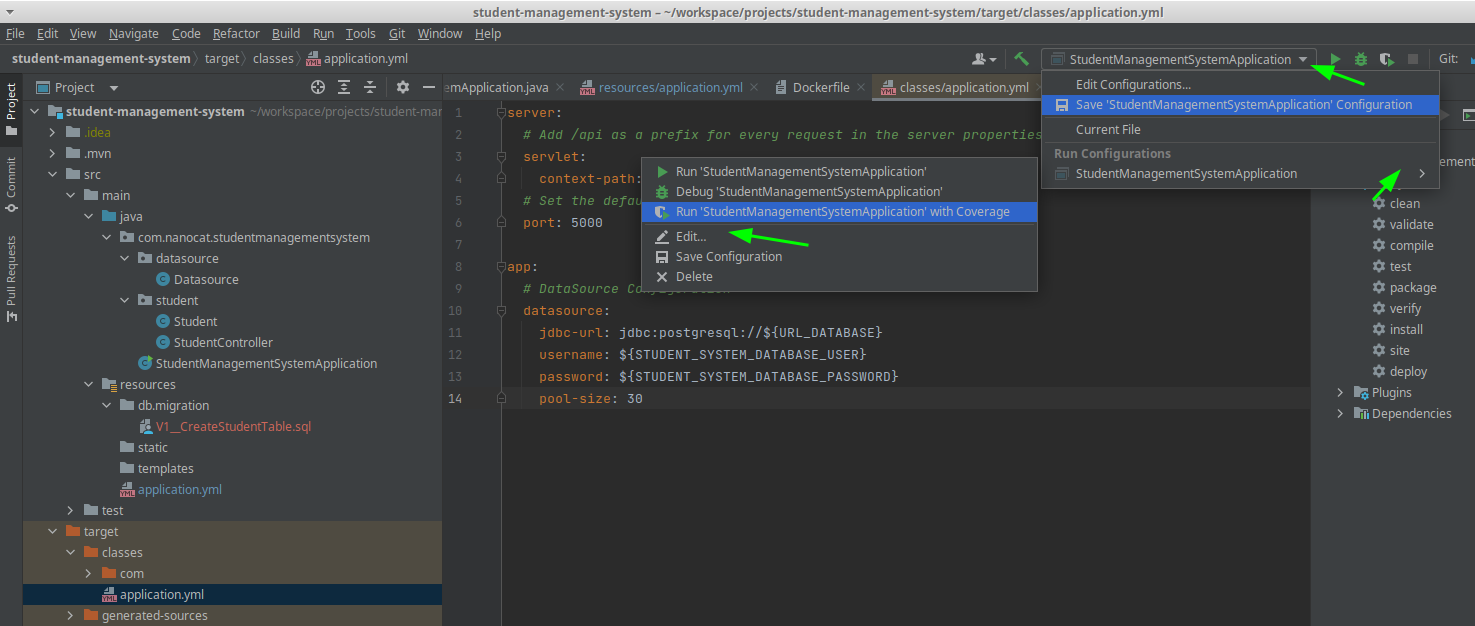 student-management-system – ~/workspace/projects/student-management-system/target/classes/application.yml
File Edit View Navigate Code Refactor Build Run Tools Git Window Help
student-management-system target classes application.yml
StudentManagementSystemApplication Git:
Project
emApplication.java resources/application.yml Dockerfile classes/application.yml
Edit Configurations...
Save 'StudentManagementSystemApplication' Configuration
Current File
Run Configurations
StudentManagementSystemApplication
Project
Commit
Pull Requests
student-management-system ~/workspace/projects/student-mar
.idea
.mvn
src
main
java
com.nanocat.studentmanagementsystem
datasource
Datasource
student
Student
StudentController
StudentManagementSystemApplication
resources
db.migration
V1__CreateStudentTable.sql
static
templates
application.yml
test
target
classes
com
application.yml
generated-sources
1 server:
2 # Add /api as a prefix for every request in the server properties
3 servlet:
4 context-path:
5 # Set the defau
6 port: 5000
7
8 app:
9 # DataSource Configuration
10 datasource:
11 jdbc-url: jdbc:postgresql://${URL_DATABASE}
12 username: ${STUDENT_SYSTEM_DATABASE_USER}
13 password: ${STUDENT_SYSTEM_DATABASE_PASSWORD}
14 pool-size: 30
Run 'StudentManagementSystemApplication'
Debug 'StudentManagementSystemApplication'
Run 'StudentManagementSystemApplication' with Coverage
Edit...
Save Configuration
Delete
ement-
clean
validate
compile
test
package
verify
install
site
deploy
Plugins
Dependencies